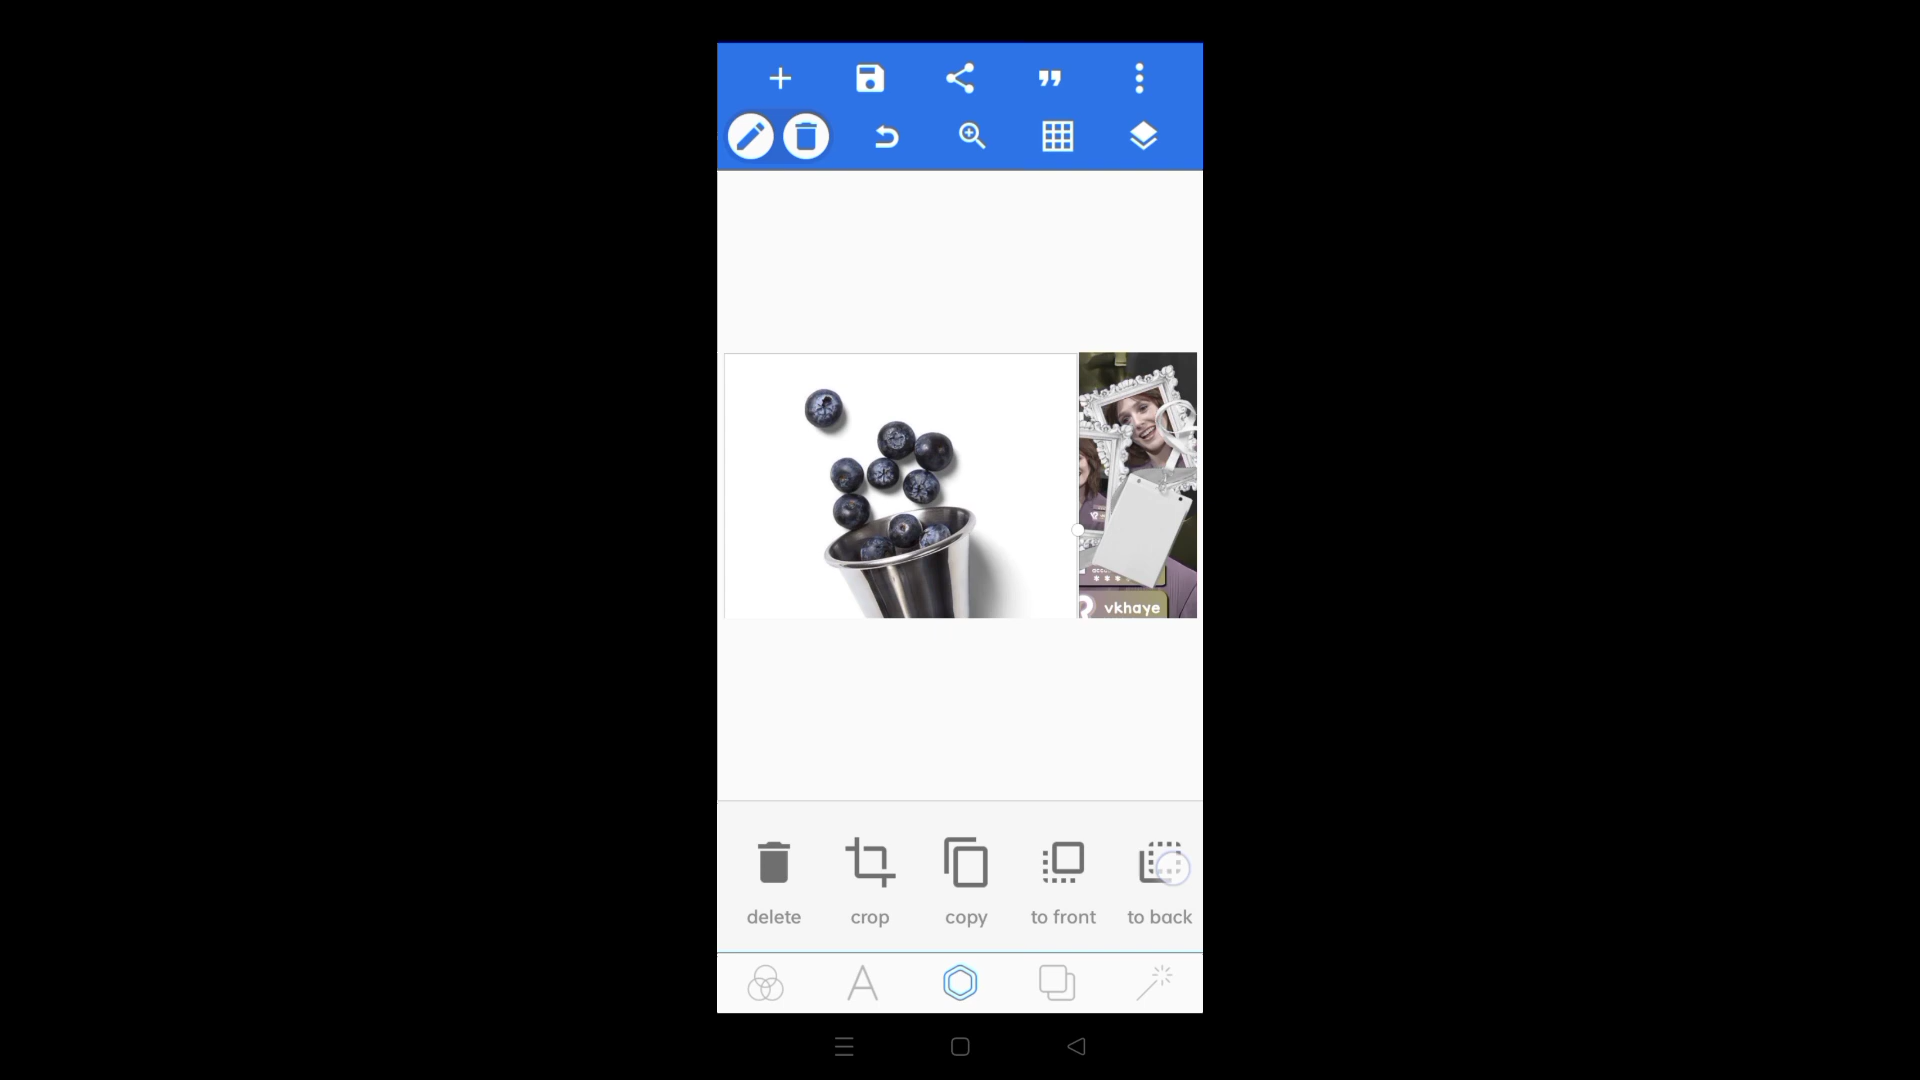 vkhaye
delete
crop
copy
to front
to back